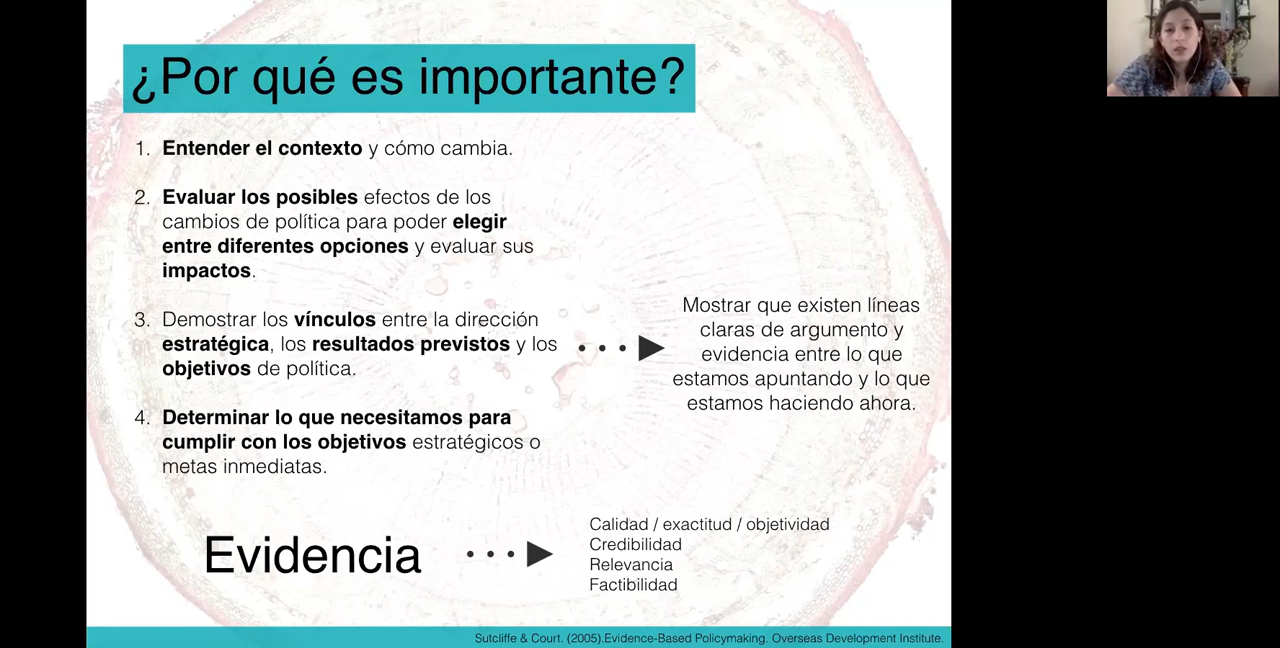 ¿Por qué es importante?
1. Entender el contexto y cómo cambia.
2. Evaluar los posibles efectos de los
cambios de política para poder elegir
entre diferentes opciones y evaluar sus
impactos.
3. Demostrar los vínculos entre la dirección
estratégica, los resultados previstos y los
objetivos de política.
Mostrar que existen líneas
claras de argumento y
evidencia entre lo que
estamos apuntando y lo que
estamos haciendo ahora.
4. Determinar lo que necesitamos para
cumplir con los objetivos estratégicos o
metas inmediatas.
Evidencia
Calidad / exactitud / objetividad
Credibilidad
Relevancia
Factibilidad
Sutcliffe & Court. (2005).Evidence-Based Policymaking. Overseas Development Institute.